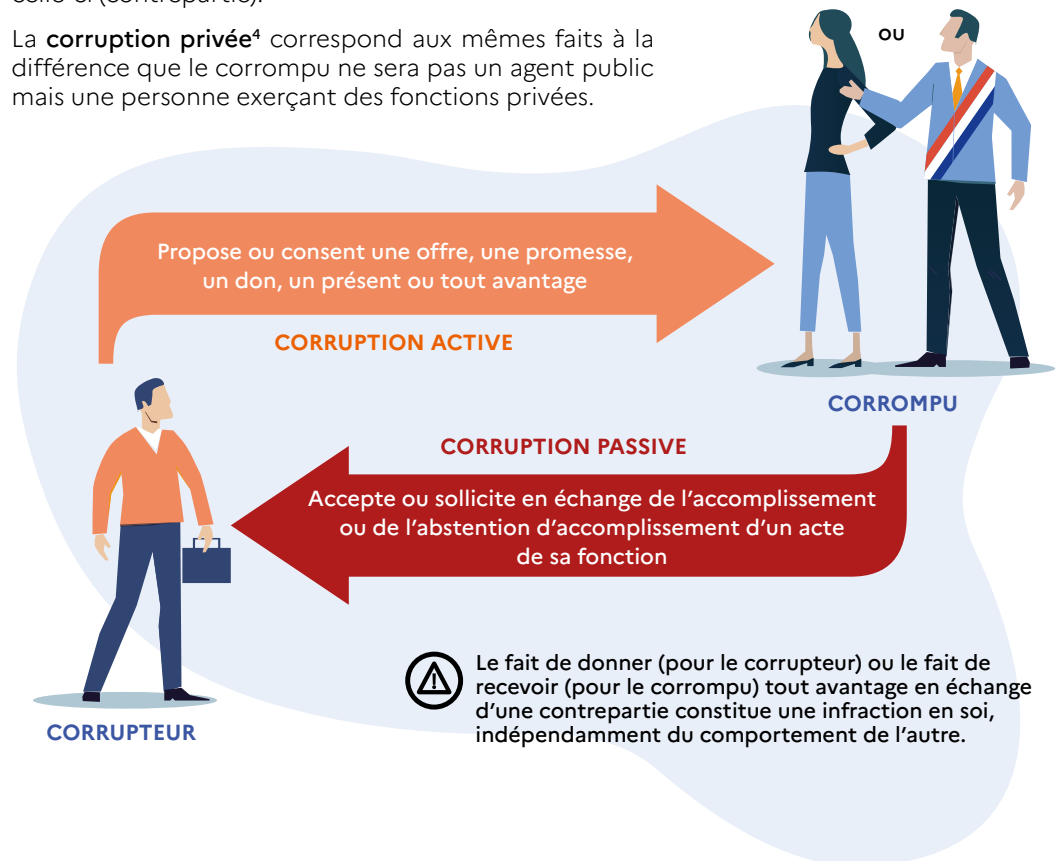 La corruption privée⁴ correspond aux mêmes faits à la
différence que le corrompu ne sera pas un agent public
mais une personne exerçant des fonctions privées.
OU
Propose ou consent une offre, une promesse,
un don, un présent ou tout avantage
CORRUPTION ACTIVE
CORROMPU
CORRUPTION PASSIVE
Accepte ou sollicite en échange de l'accomplissement
ou de l'abstention d'accomplissement d'un acte
de sa fonction
Le fait de donner (pour le corrupteur) ou le fait de
recevoir (pour le corrompu) tout avantage en échange
d'une contrepartie constitue une infraction en soi,
indépendamment du comportement de l'autre.
CORRUPTEUR